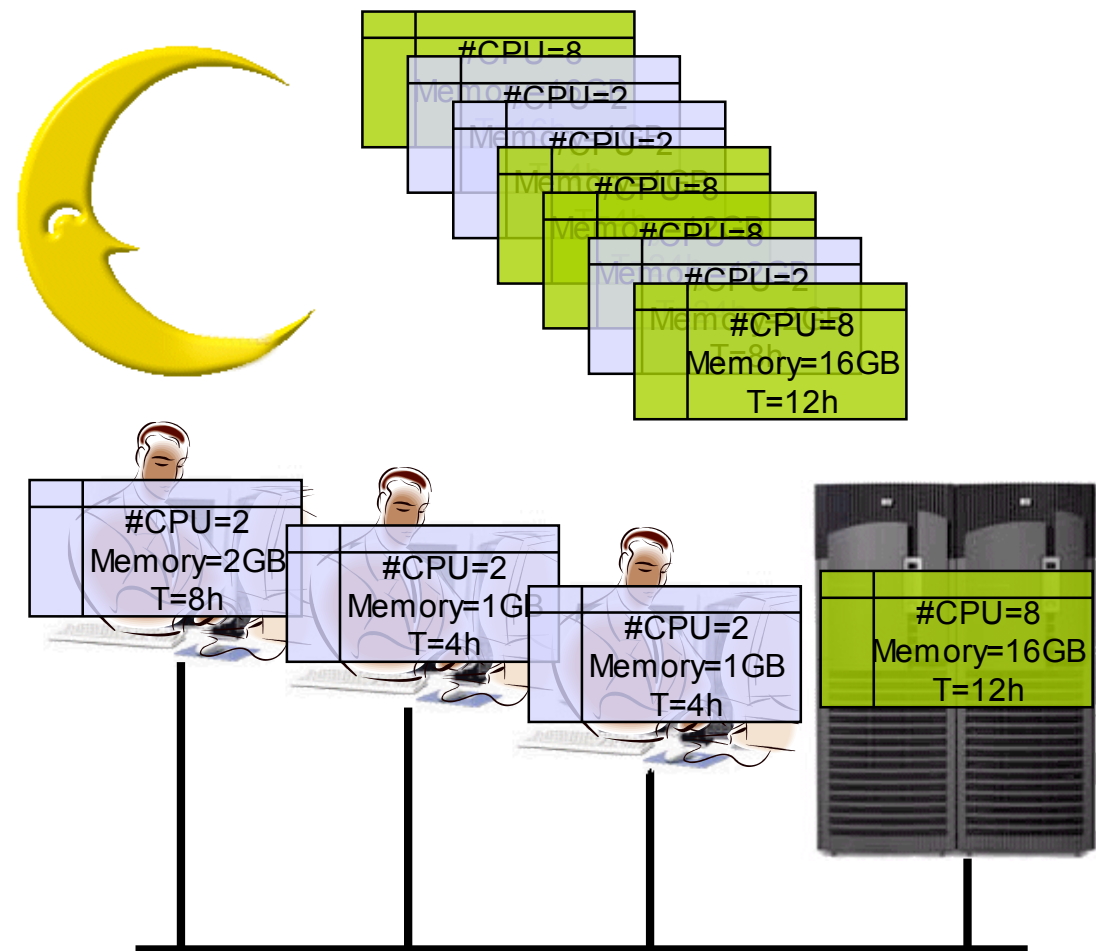 #CPU=8
#CPU=2
#CPU=2
#CPU=8
#CPU=8
#CPU=2
T=8h
#CPU=8
Memory=16GB
T=12h
#CPU=2
Memory=2GB
T=8h
#CPU=2
Memory=1GB
T=4h
#CPU=2
Memory=1GB
T=4h
#CPU=8
Memory=16GB
T=12h